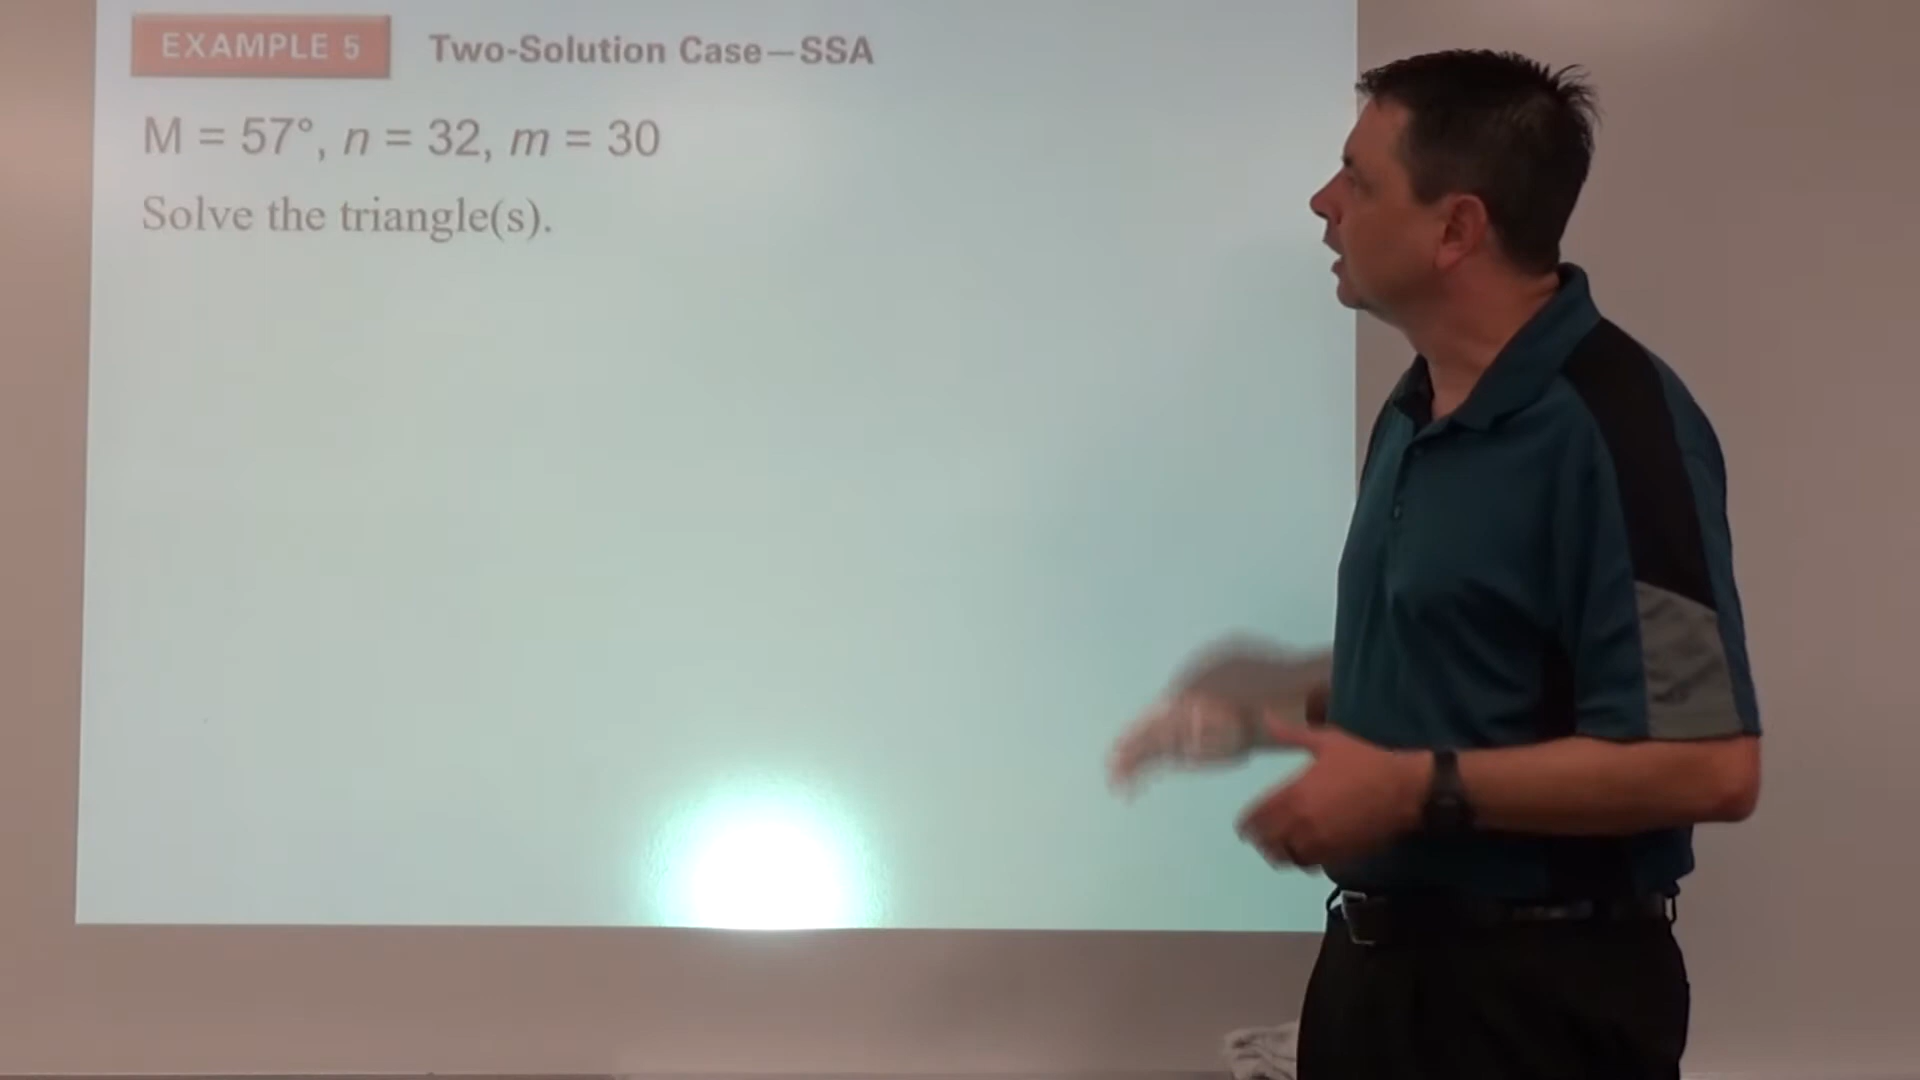 EXAMPLE 5 Two-Solution Case—SSA
M = 57°, n = 32, m = 30
Solve the triangle(s).